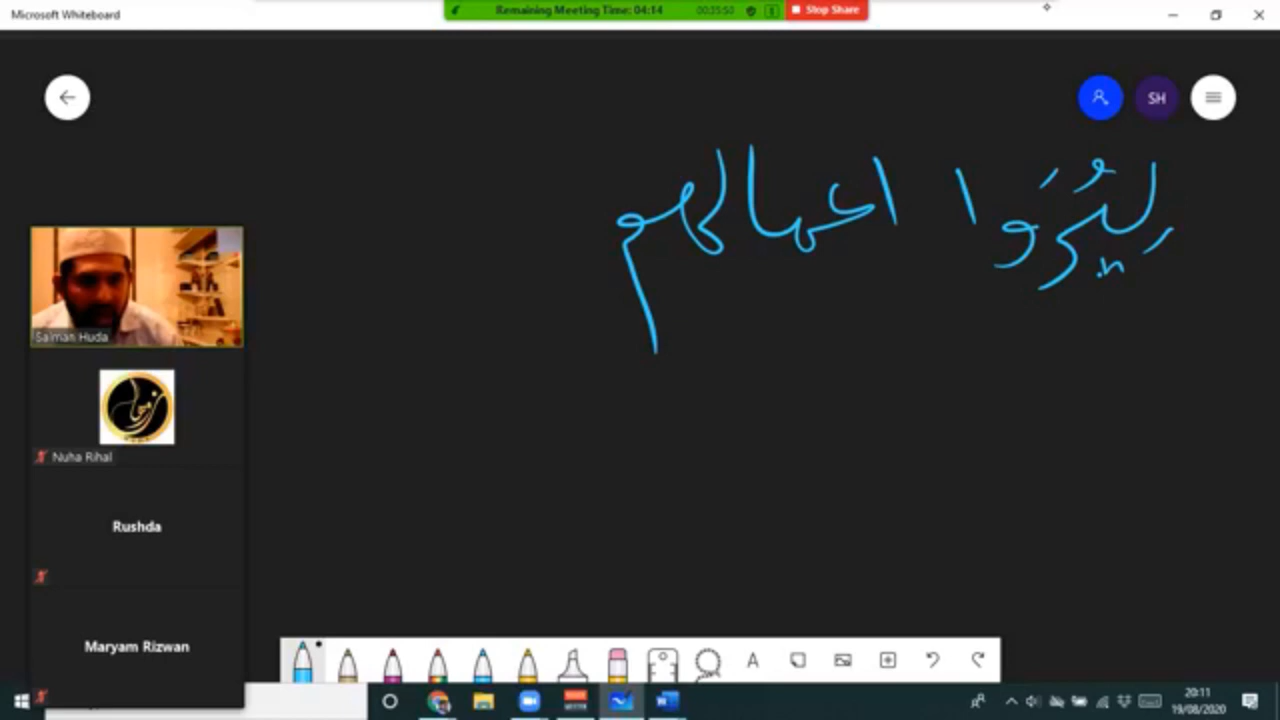 Microsoft Whiteboard
Remaining Meeting Time: 04:14
00:35:50
Stop Share
SH
لِيُرَوا اعمالهم
Salman Huda
Nuha Rihal
Rushda
Maryam Rizwan
A
20:11
19/08/2020